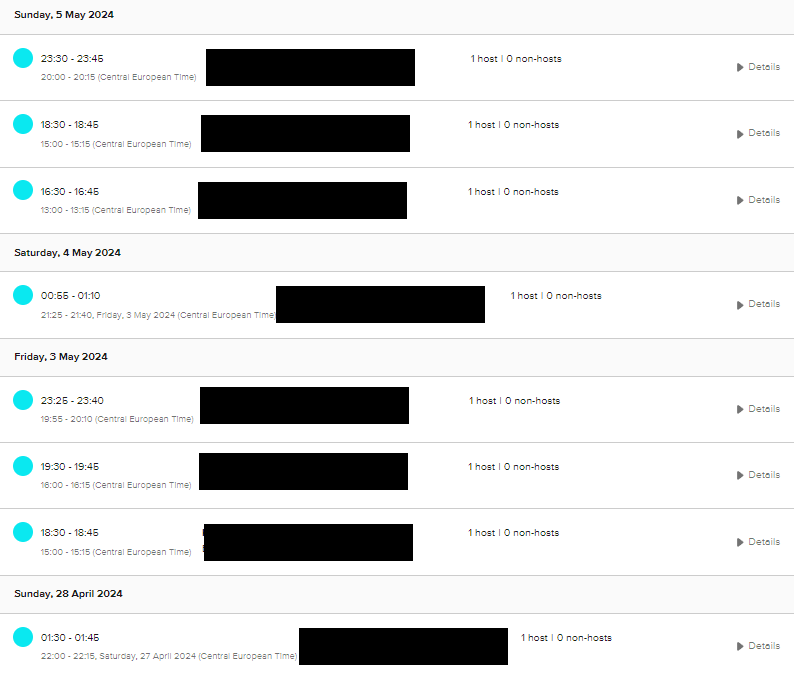 Sunday, 5 May 2024
23:30 - 23:45
1 host | 0 non-hosts
20:00 - 20:15 (Central European Time)
Details
18:30 - 18:45
1 host | 0 non-hosts
15:00 - 15:15 (Central European Time)
Details
16:30 - 16:45
1 host | 0 non-hosts
13:00 - 13:15 (Central European Time)
Details
Saturday, 4 May 2024
00:55 - 01:10
1 host | 0 non-hosts
21:25 - 21:40, Friday, 3 May 2024 (Central European Time)
Details
Friday, 3 May 2024
23:25 - 23:40
1 host | 0 non-hosts
19:55 - 20:10 (Central European Time)
Details
19:30 - 19:45
1 host | 0 non-hosts
16:00 - 16:15 (Central European Time)
Details
18:30 - 18:45
1 host | 0 non-hosts
15:00 - 15:15 (Central European Time)
Details
Sunday, 28 April 2024
01:30 - 01:45
1 host | 0 non-hosts
22:00 - 22:15, Saturday, 27 April 2024 (Central European Time)
Details